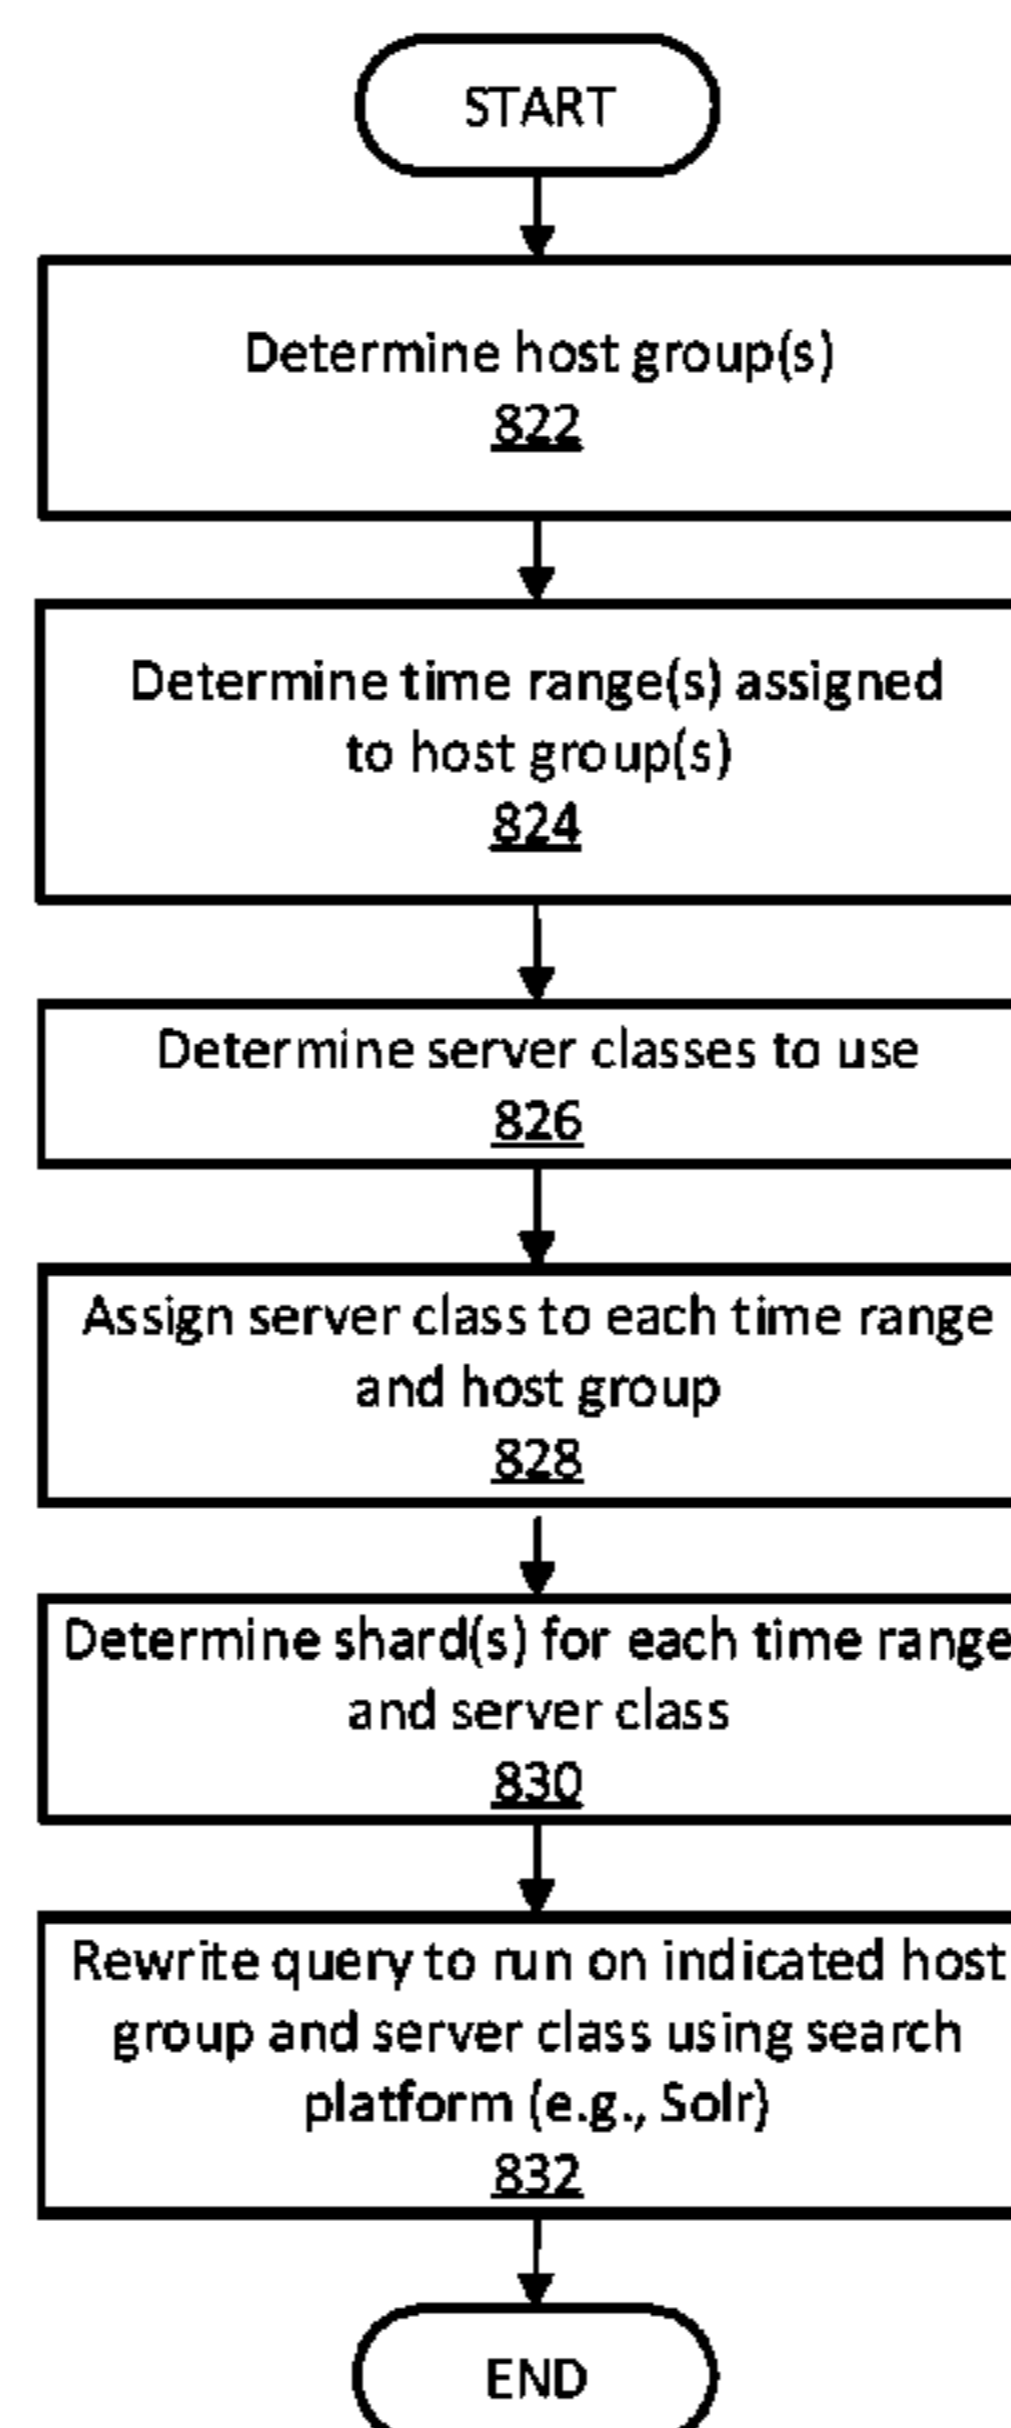 START
Determine host group(s)
822
Determine time range(s) assigned
to host group(s)
824
Determine server classes to use
826
Assign server class to each time range
and host group
828
Determine shard(s) for each time range
and server class
830
Rewrite query to run on indicated host
group and server class using search
platform (e.g., Solr)
832
END